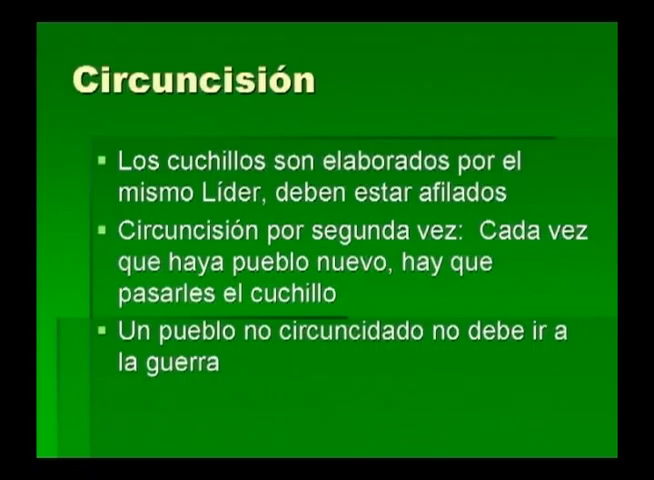 Circuncisión
Los cuchillos son elaborados por el
mismo Líder, deben estar afilados
Circuncisión por segunda vez: Cada vez
que haya pueblo nuevo, hay que
pasarles el cuchillo
Un pueblo no circuncidado no debe ir a
la guerra